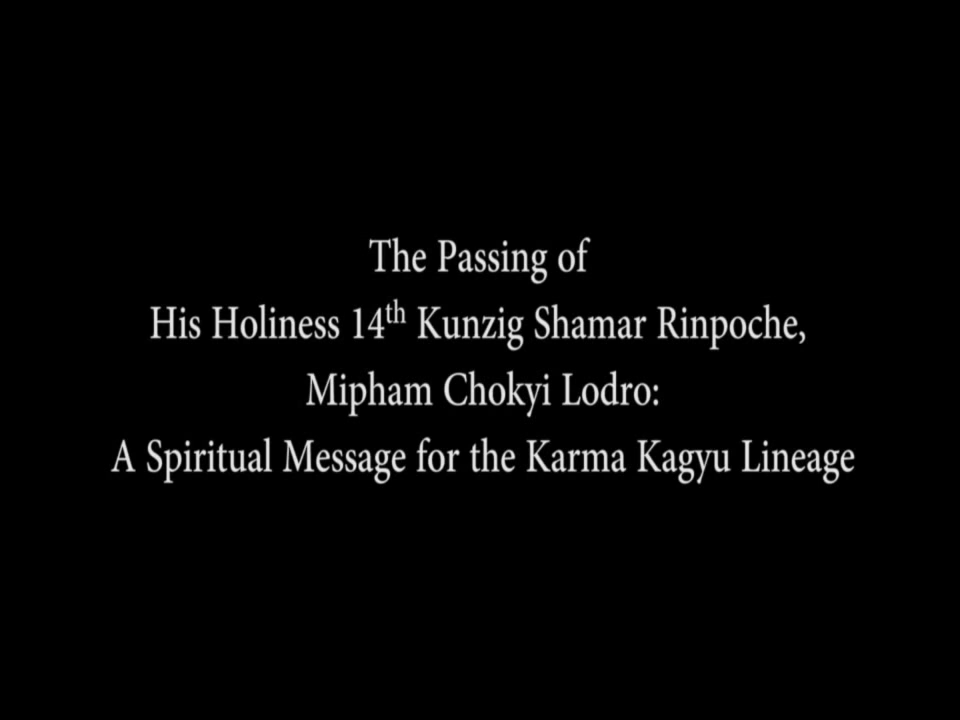 The Passing of
His Holiness 14th Kunzig Shamar Rinpoche,
Mipham Chokyi Lodro:
A Spiritual Message for the Karma Kagyu Lineage